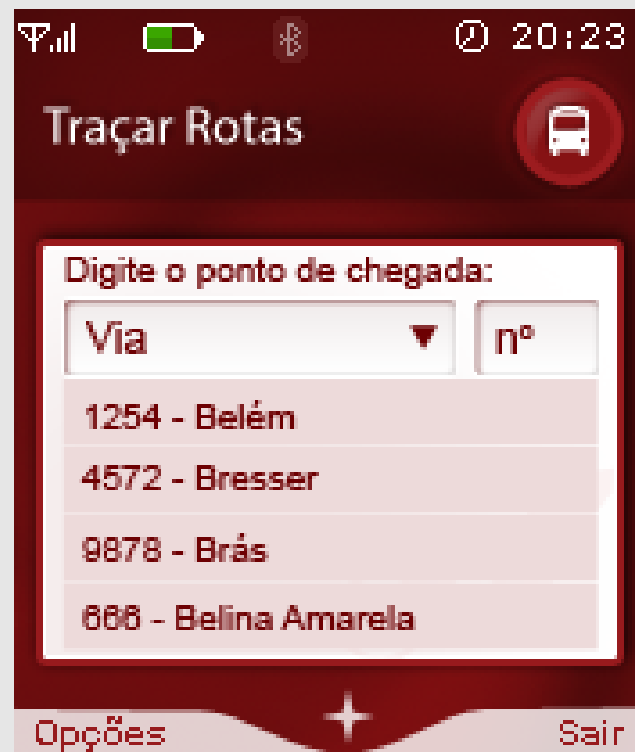 20:23
Traçar Rotas
Digite o ponto de chegada:
Via nº
1254 - Belém
4572 - Bresser
9878 - Brás
666 - Belina Amarela
Opções Sair